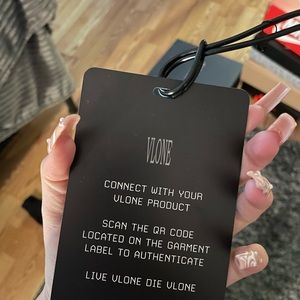 VLONE
CONNECT WITH YOUR
VLONE PRODUCT
SCAN THE QR CODE
LOCATED ON THE GARMENT
LABEL TO AUTHENTICATE
LIVE VLONE DIE VLONE